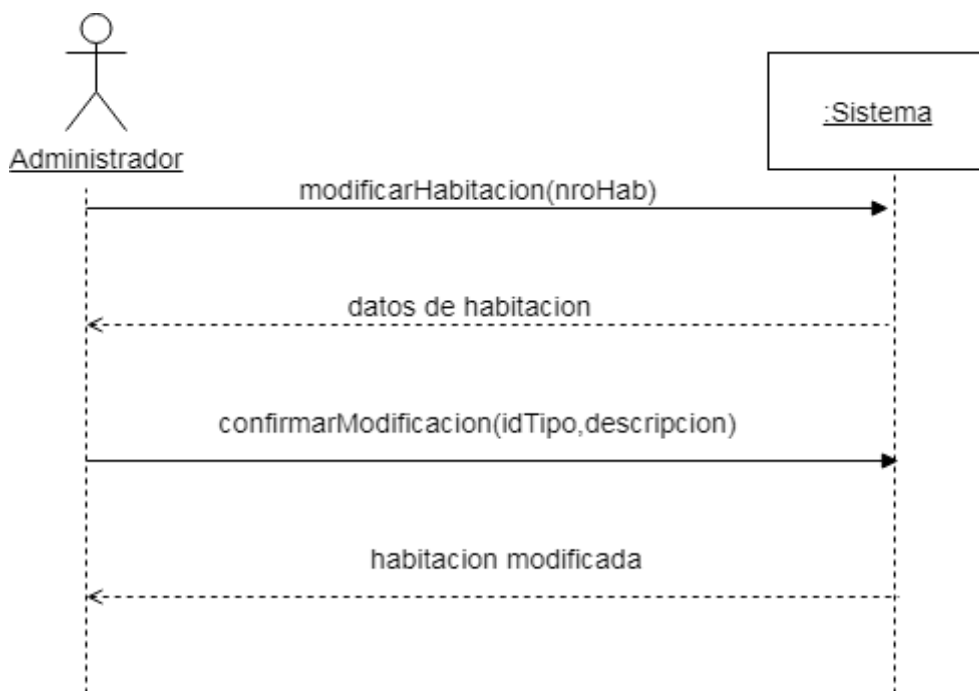 :Sistema
Administrador
modificarHabitacion(nroHab)
datos de habitacion
confirmarModificacion(idTipo,descripcion)
habitacion modificada